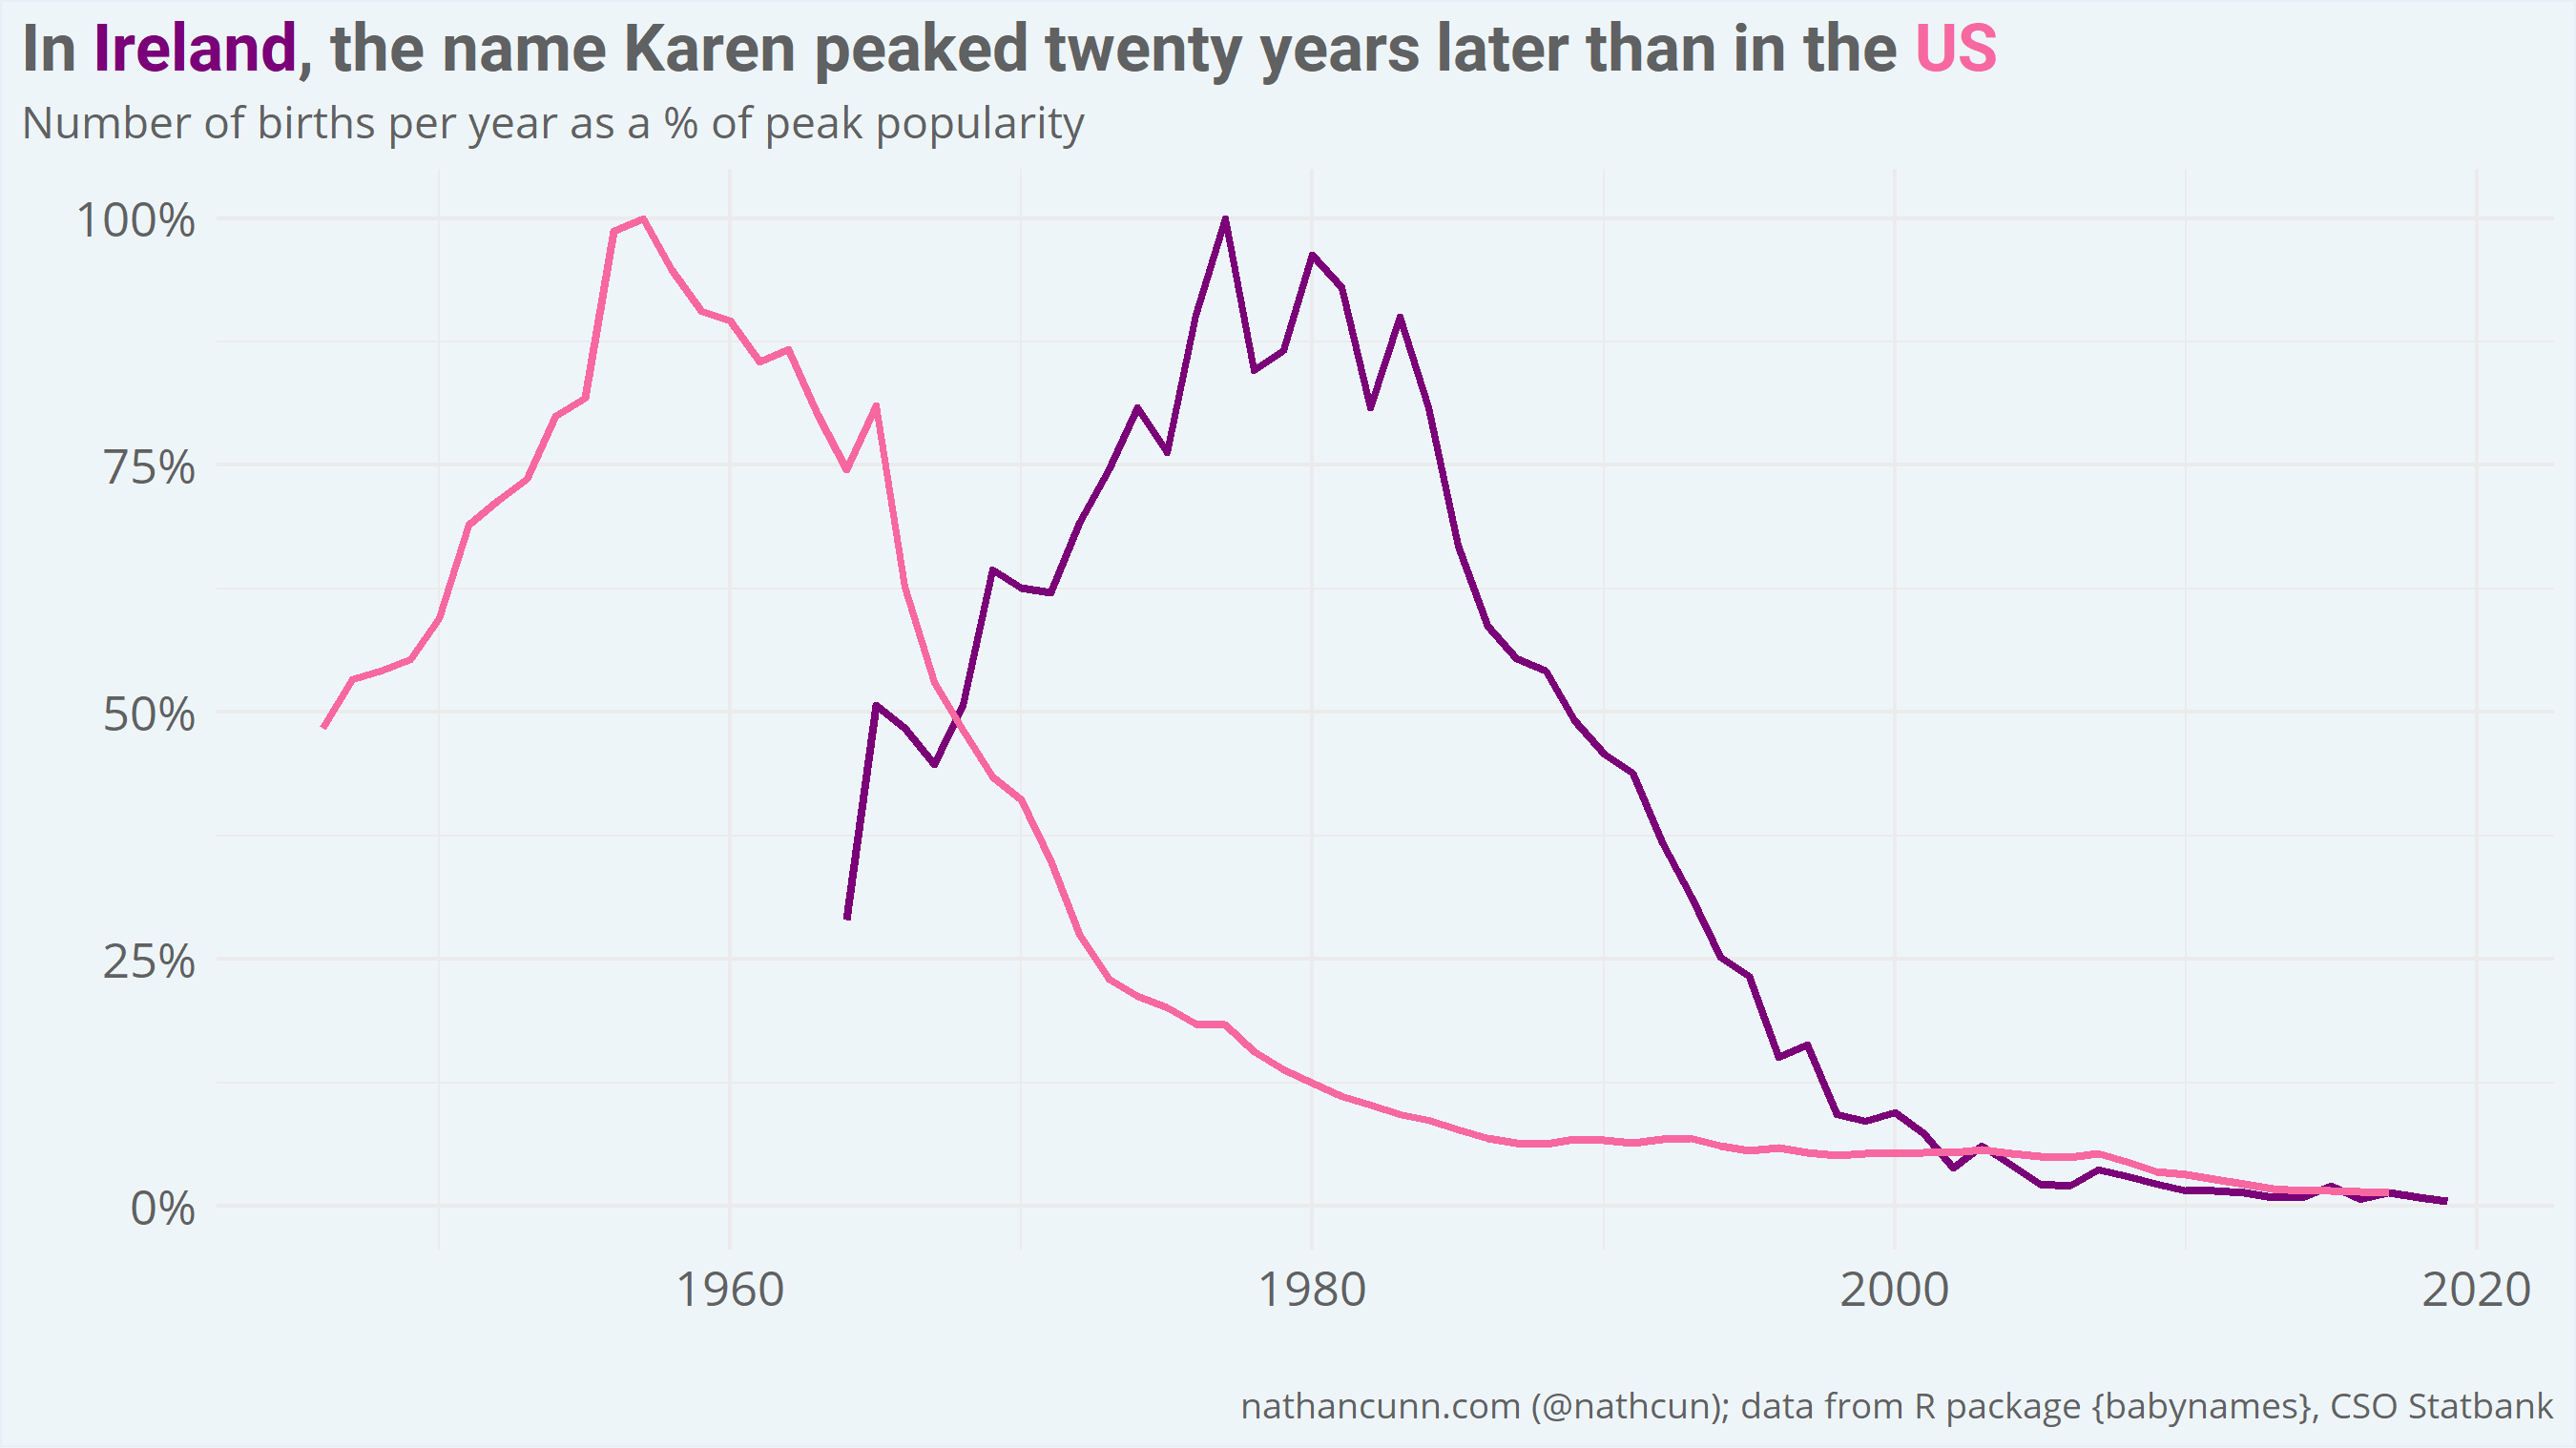 In Ireland, the name Karen peaked twenty years later than in the US
Number of births per year as a % of peak popularity
100%
75%
50%
25%
0%
1960 1980 2000 2020
nathancunn.com (@nathcun); data from R package {babynames}, CSO Statbank